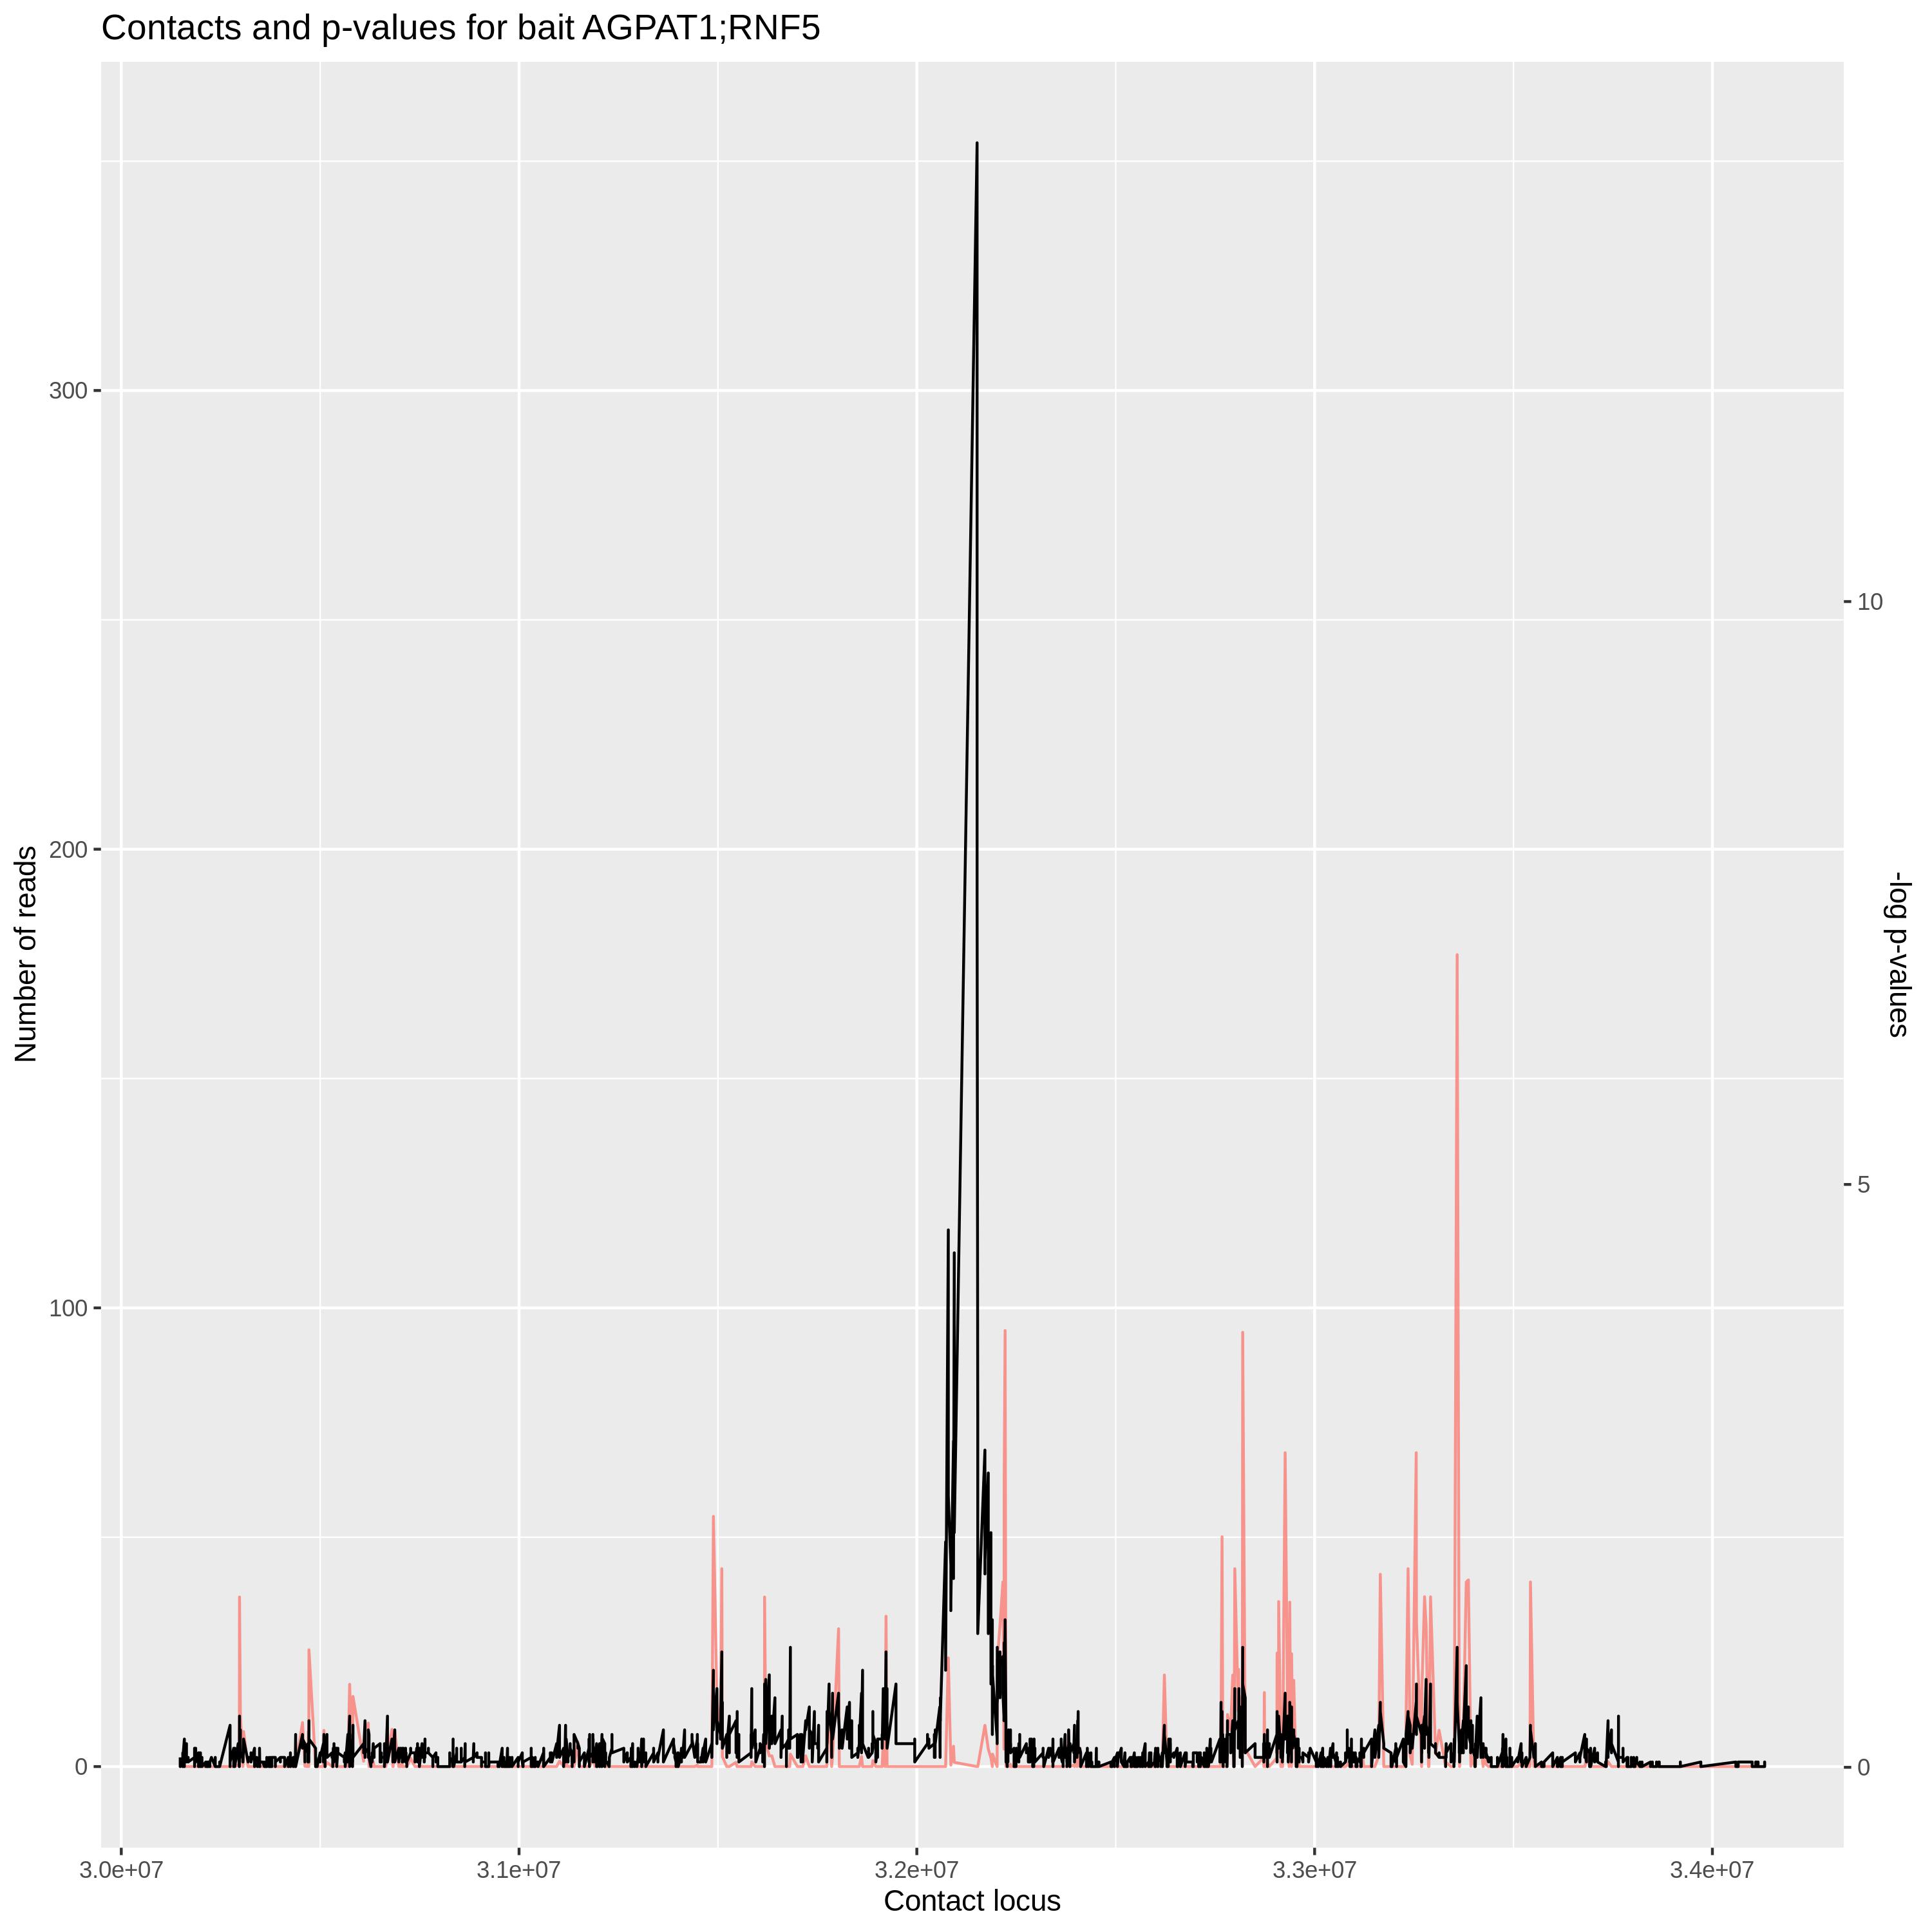 Contacts and p-values for bait AGPAT1;RNF5
Number of reads
300
200
100
0
10
5
0
-log p-values
3.0e+07 3.1e+07 3.2e+07 3.3e+07 3.4e+07
Contact locus